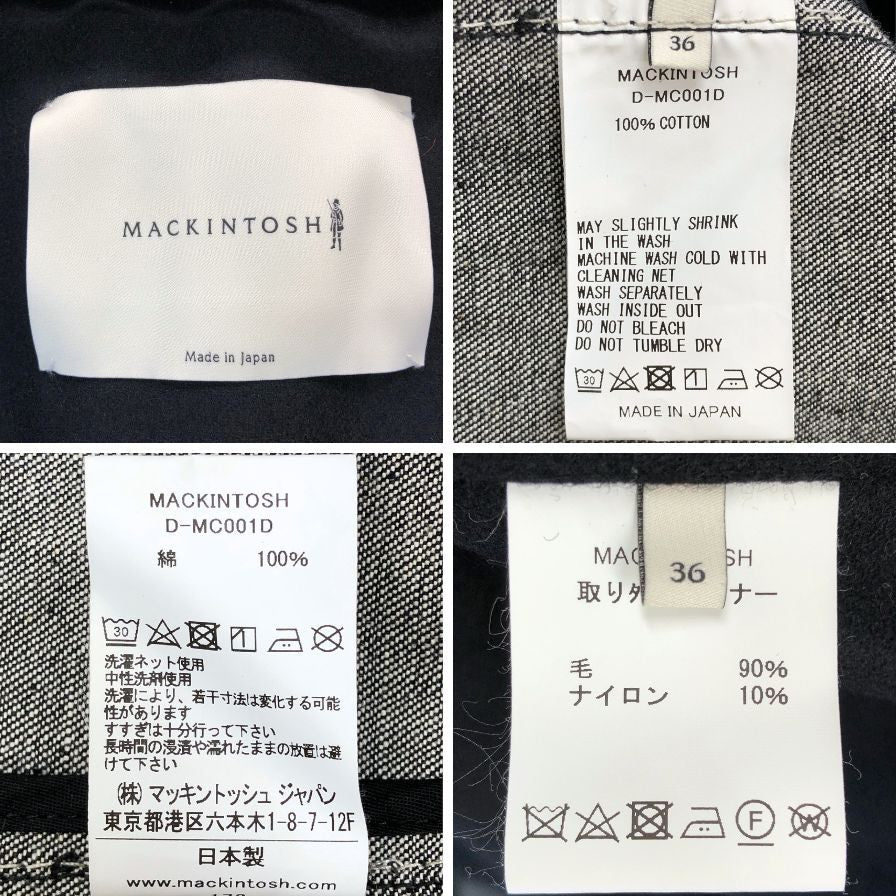 MACKINTOSH
Made in Japan
36
MACKINTOSH
D-MC001D
100% COTTON
MAY SLIGHTLY SHRINK
IN THE WASH
MACHINE WASH COLD WITH
CLEANING NET
WASH SEPARATELY
WASH INSIDE OUT
DO NOT BLEACH
DO NOT TUMBLE DRY
30
MADE IN JAPAN
MACKINTOSH
D-MC001D
綿 100%
30
洗濯ネット使用
中性洗剤使用
洗濯により、若干寸法は変化する可能
性があります
すすぎは十分行って下さい
長時間の浸漬や濡れたままの放置は避
けて下さい
(株) マッキントッシュ ジャパン
東京都港区六本木1-8-7-12F
日本製
www.mackintosh.com
36
毛 90%
ナイロン 10%
F
W